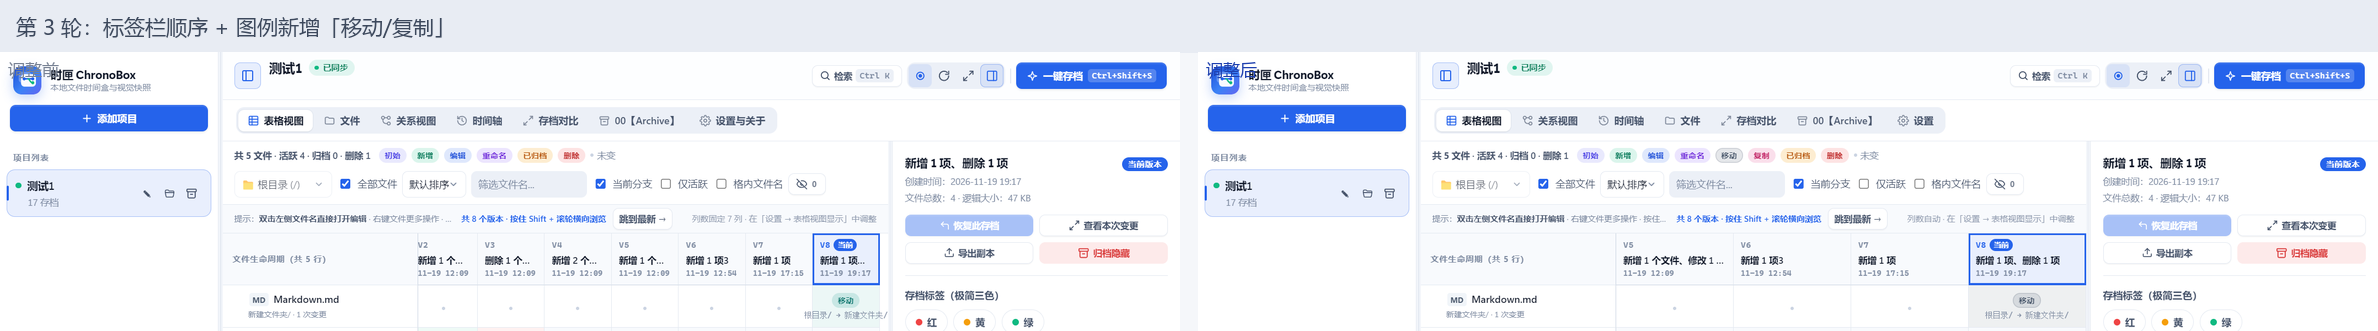 第 3 轮：标签栏顺序 + 图例新增「移动/复制」
调整前
时匣 ChronoBox
本地文件时间盒与视觉快照
+ 添加项目
项目列表
测试1
17 存档
测试1 已同步
检索 Ctrl K
一键存档 Ctrl+Shift+S
表格视图 文件 关系视图 时间轴 存档对比 00【Archive】 设置与关于
共 5 文件 · 活跃 4 · 归档 0 · 删除 1 初始 新增 编辑 重命名 已归档 删除 未变
根目录 (/) 全部文件 默认排序 筛选文件名... 当前分支 仅活跃 格内文件名 0
提示：双击左侧文件名直接打开编辑 · 右键文件更多操作 · ... 共 8 个版本 · 按住 Shift + 滚轮横向浏览 跳到最新 → 列数固定 7 列 · 在「设置 → 表格视图显示」中调整
文件生命周期（共 5 行）
V2 V3 V4 V5 V6 V7 V8 当前
新增 1 个... 删除 1 个... 新增 2 个... 新增 1 个... 新增 1 项3 新增 1 项 新增 1 项...
11-19 12:09 11-19 12:09 11-19 12:09 11-19 12:09 11-19 12:54 11-19 17:15 11-19 19:17
MD Markdown.md 移动
新建文件夹/ · 1 次变更 根目录/ → 新建文件夹/
新增 1 项、删除 1 项 当前版本
创建时间：2026-11-19 19:17
文件总数：4 · 逻辑大小：47 KB
恢复此存档 查看本次变更
导出副本 归档隐藏
存档标签（极简三色）
红 黄 绿
调整后
时匣 ChronoBox
本地文件时间盒与视觉快照
+ 添加项目
项目列表
测试1
17 存档
测试1 已同步
检索 Ctrl K
一键存档 Ctrl+Shift+S
表格视图 关系视图 时间轴 文件 存档对比 00【Archive】 设置
共 5 文件 · 活跃 4 · 归档 0 · 删除 1 初始 新增 编辑 重命名 移动 复制 已归档 删除 未变
根目录 (/) 全部文件 默认排序 筛选文件名... 当前分支 仅活跃 格内文件名 0
提示：双击左侧文件名直接打开编辑 · 右键文件更多操作 · 按住... 共 8 个版本 · 按住 Shift + 滚轮横向浏览 跳到最新 → 列数自动 · 在「设置 → 表格视图显示」中调整
文件生命周期（共 5 行）
V5 V6 V7 V8 当前
新增 1 个文件、修改 1 ... 新增 1 项3 新增 1 项 新增 1 项、删除 1 项
11-19 12:09 11-19 12:54 11-19 17:15 11-19 19:17
MD Markdown.md 移动
新建文件夹/ · 1 次变更 根目录/ → 新建文件夹/
新增 1 项、删除 1 项 当前版本
创建时间：2026-11-19 19:17
文件总数：4 · 逻辑大小：47 KB
恢复此存档 查看本次变更
导出副本 归档隐藏
存档标签（极简三色）
红 黄 绿